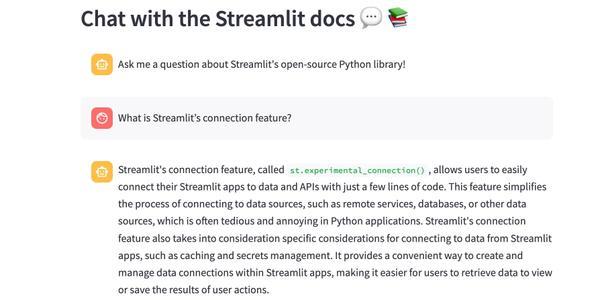 Chat with the Streamlit docs 💬 📚
Ask me a question about Streamlit's open-source Python library!
What is Streamlit's connection feature?
Streamlit's connection feature, called st.experimental_connection() , allows users to easily
connect their Streamlit apps to data and APIs with just a few lines of code. This feature simplifies
the process of connecting to data sources, such as remote services, databases, or other data
sources, which is often tedious and annoying in Python applications. Streamlit's connection
feature also takes into consideration specific considerations for connecting to data from Streamlit
apps, such as caching and secrets management. It provides a convenient way to create and
manage data connections within Streamlit apps, making it easier for users to retrieve data to view
or save the results of user actions.